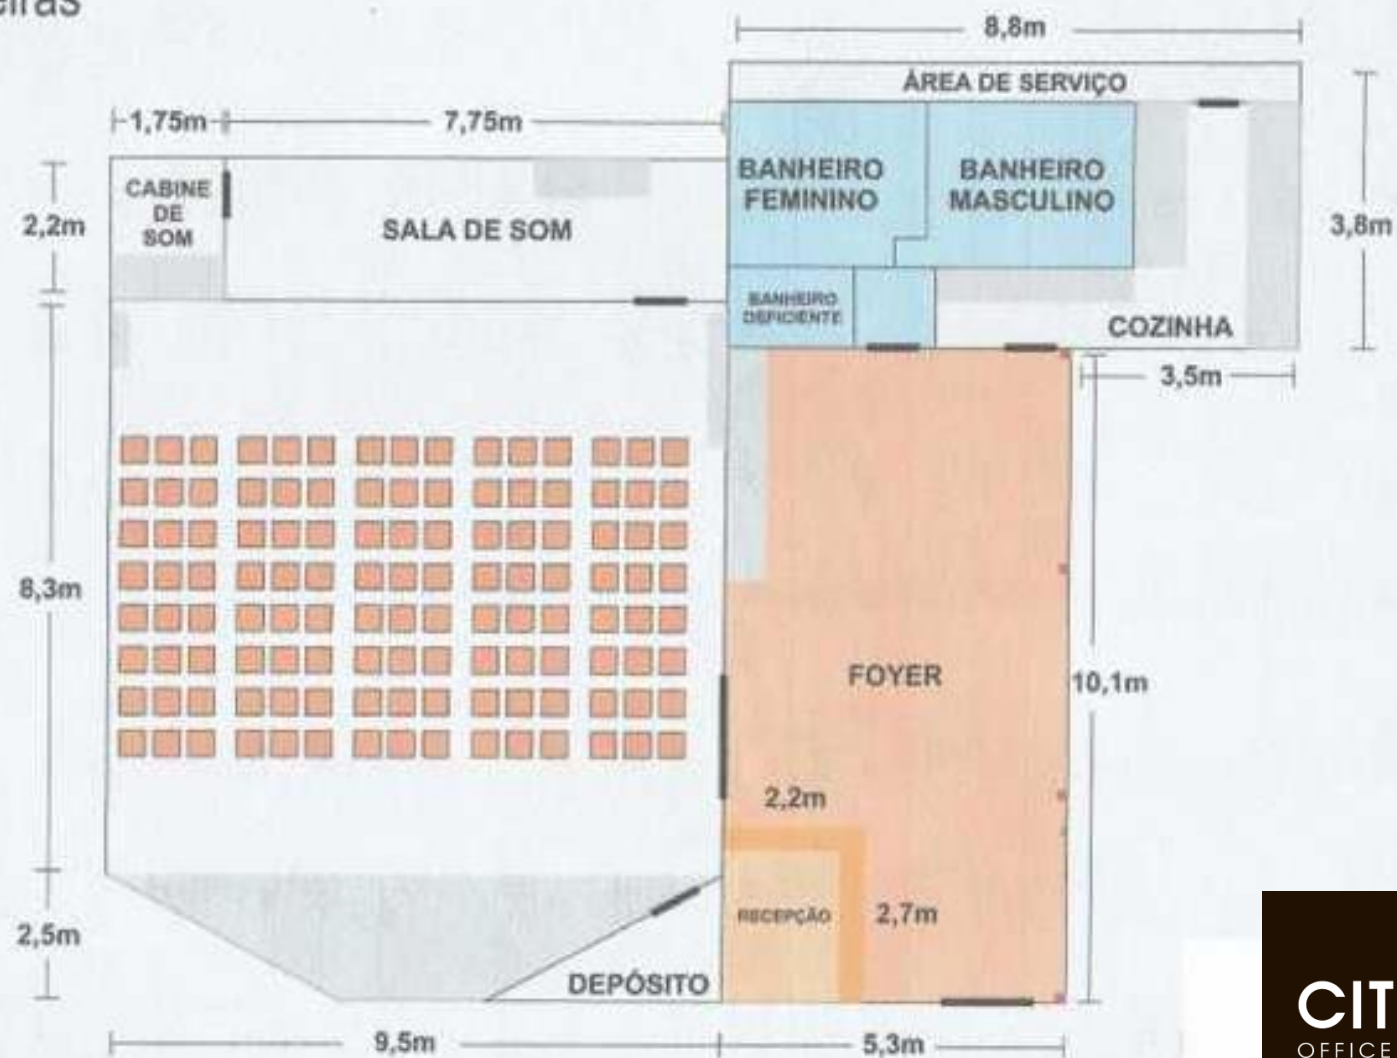 eiras
8,8m
ÁREA DE SERVIÇO
1,75m
7,75m
BANHEIRO
FEMININO
BANHEIRO
MASCULINO
CABINE
DE
SOM
2,2m
SALA DE SOM
3,8m
BANHEIRO
DEFICIENTE
COZINHA
3,5m
8,3m
FOYER
10,1m
2,2m
RECEPÇÃO
2,7m
2,5m
DEPÓSITO
9,5m
5,3m
CIT
OFFICE